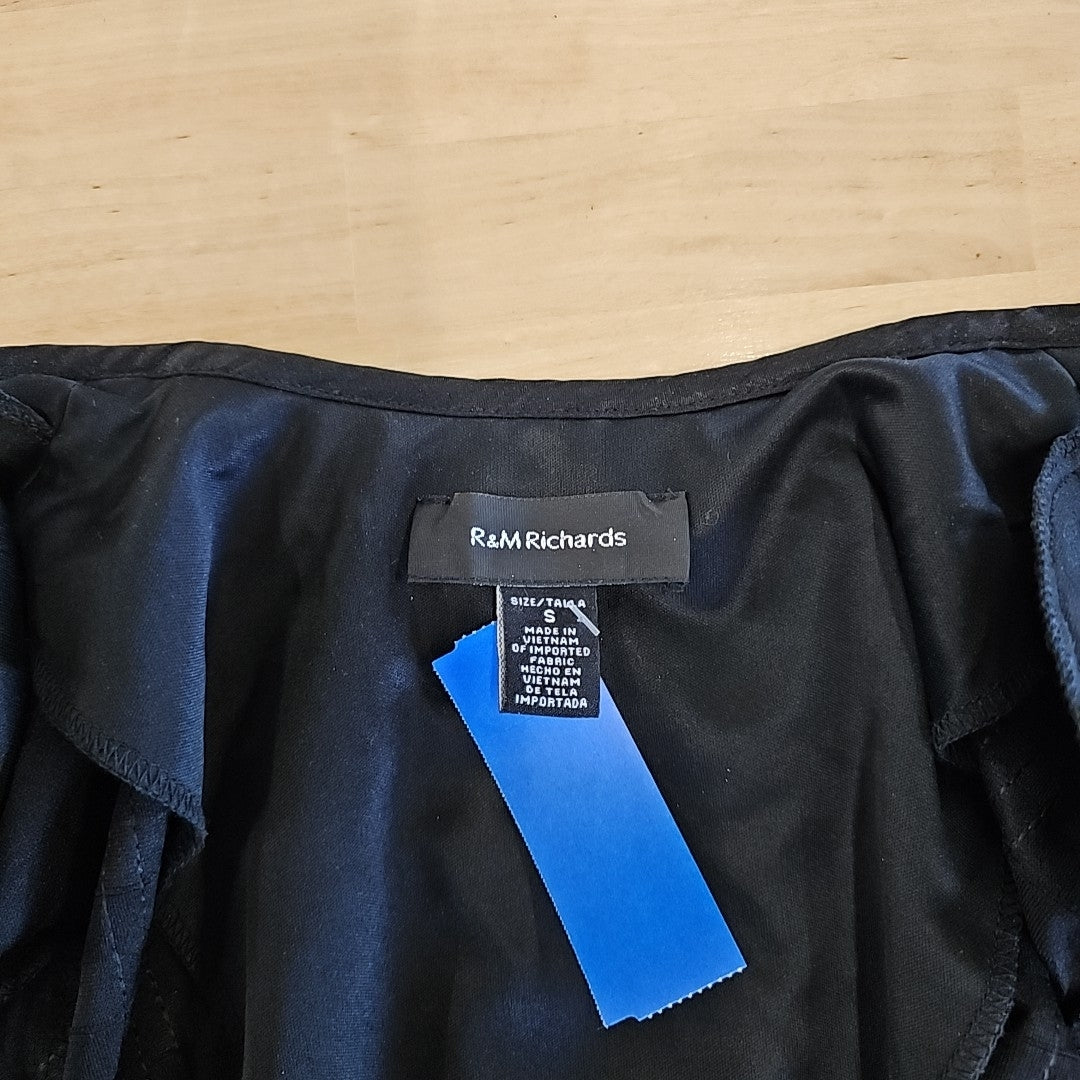 R&M Richards
SIZE/TALLA
S
MADE IN
VIETNAM
OF IMPORTED
FABRIC
HECHO EN
VIETNAM
DE TELA
IMPORTADA